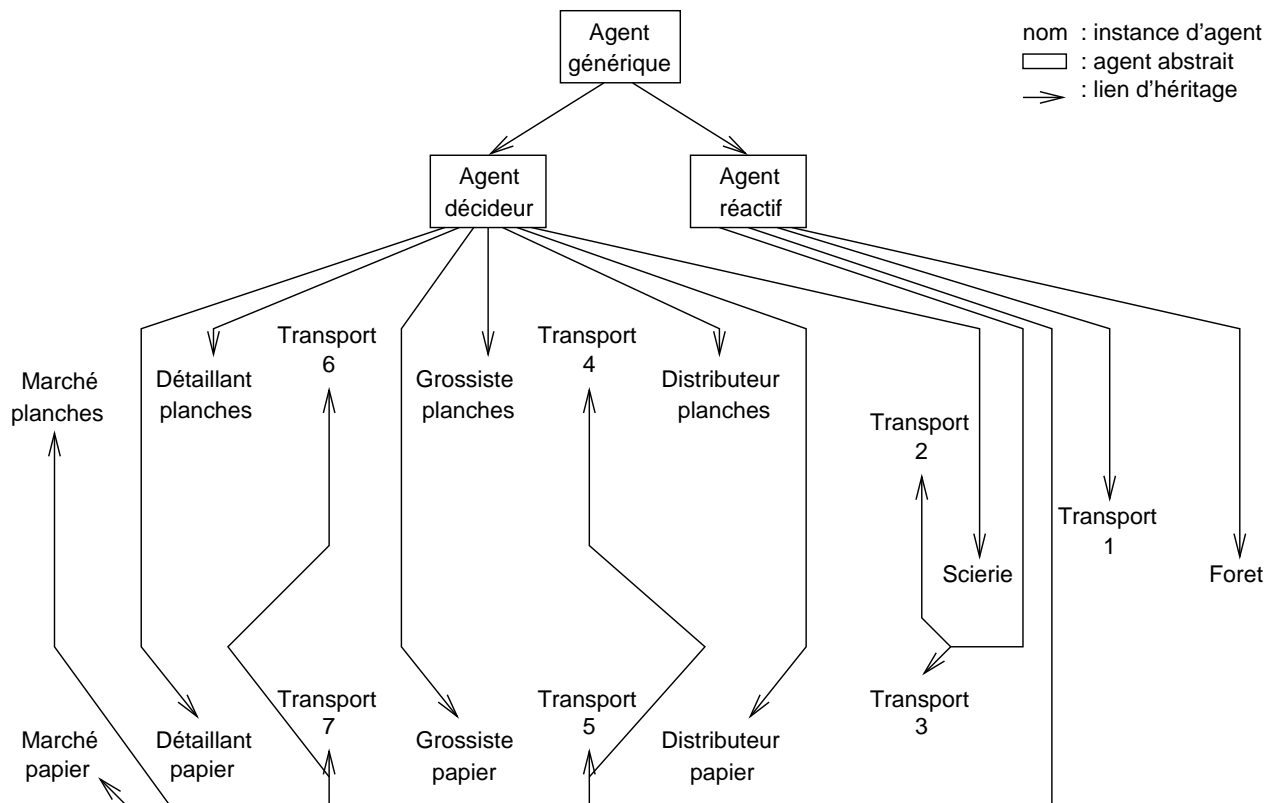 Agent
générique
nom : instance d'agent
: agent abstrait
: lien d'héritage
Agent
décideur
Agent
réactif
Marché
planches
Détaillant
planches
Transport
6
Grossiste
planches
Transport
4
Distributeur
planches
Transport
2
Scierie
Transport
1
Foret
Marché
papier
Détaillant
papier
Transport
7
Grossiste
papier
Transport
5
Distributeur
papier
Transport
3